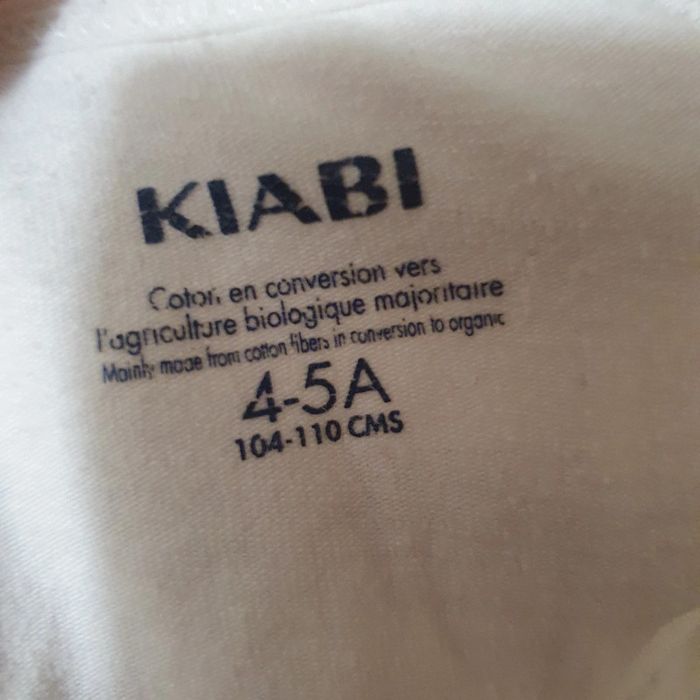 KIABI
Coton en conversion vers
l'agriculture biologique majoritaire
Mainly made from cotton fibers in conversion to organic
4-5A
104-110 CMS